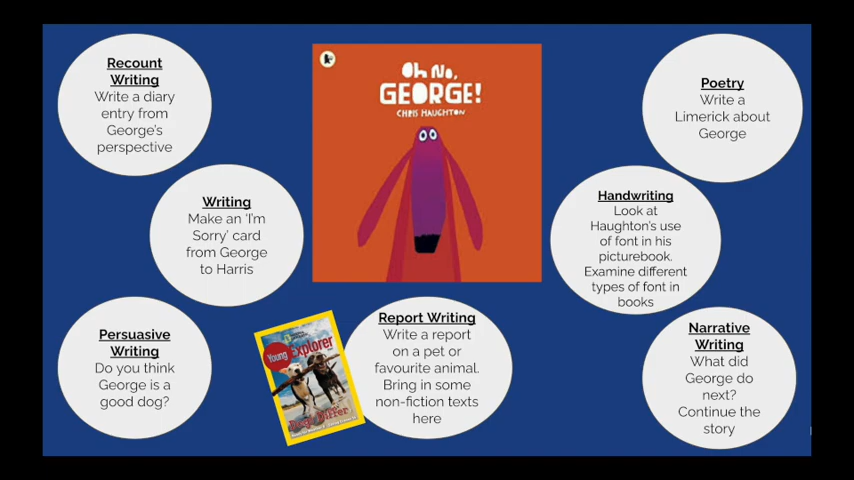 Recount
Writing
Write a diary
entry from
George's
perspective
Oh No,
GEORGE!
CHRIS HAUGHTON
Poetry
Write a
Limerick about
George
Writing
Make an 'I'm
Sorry' card
from George
to Harris
Handwriting
Look at
Haughton's use
of font in his
picturebook.
Examine different
types of font in
books
Persuasive
Writing
Do you think
George is a
good dog?
Young Explorer
Report Writing
Write a report
on a pet or
favourite animal.
Bring in some
non-fiction texts
here
Narrative
Writing
What did
George do
next?
Continue the
story